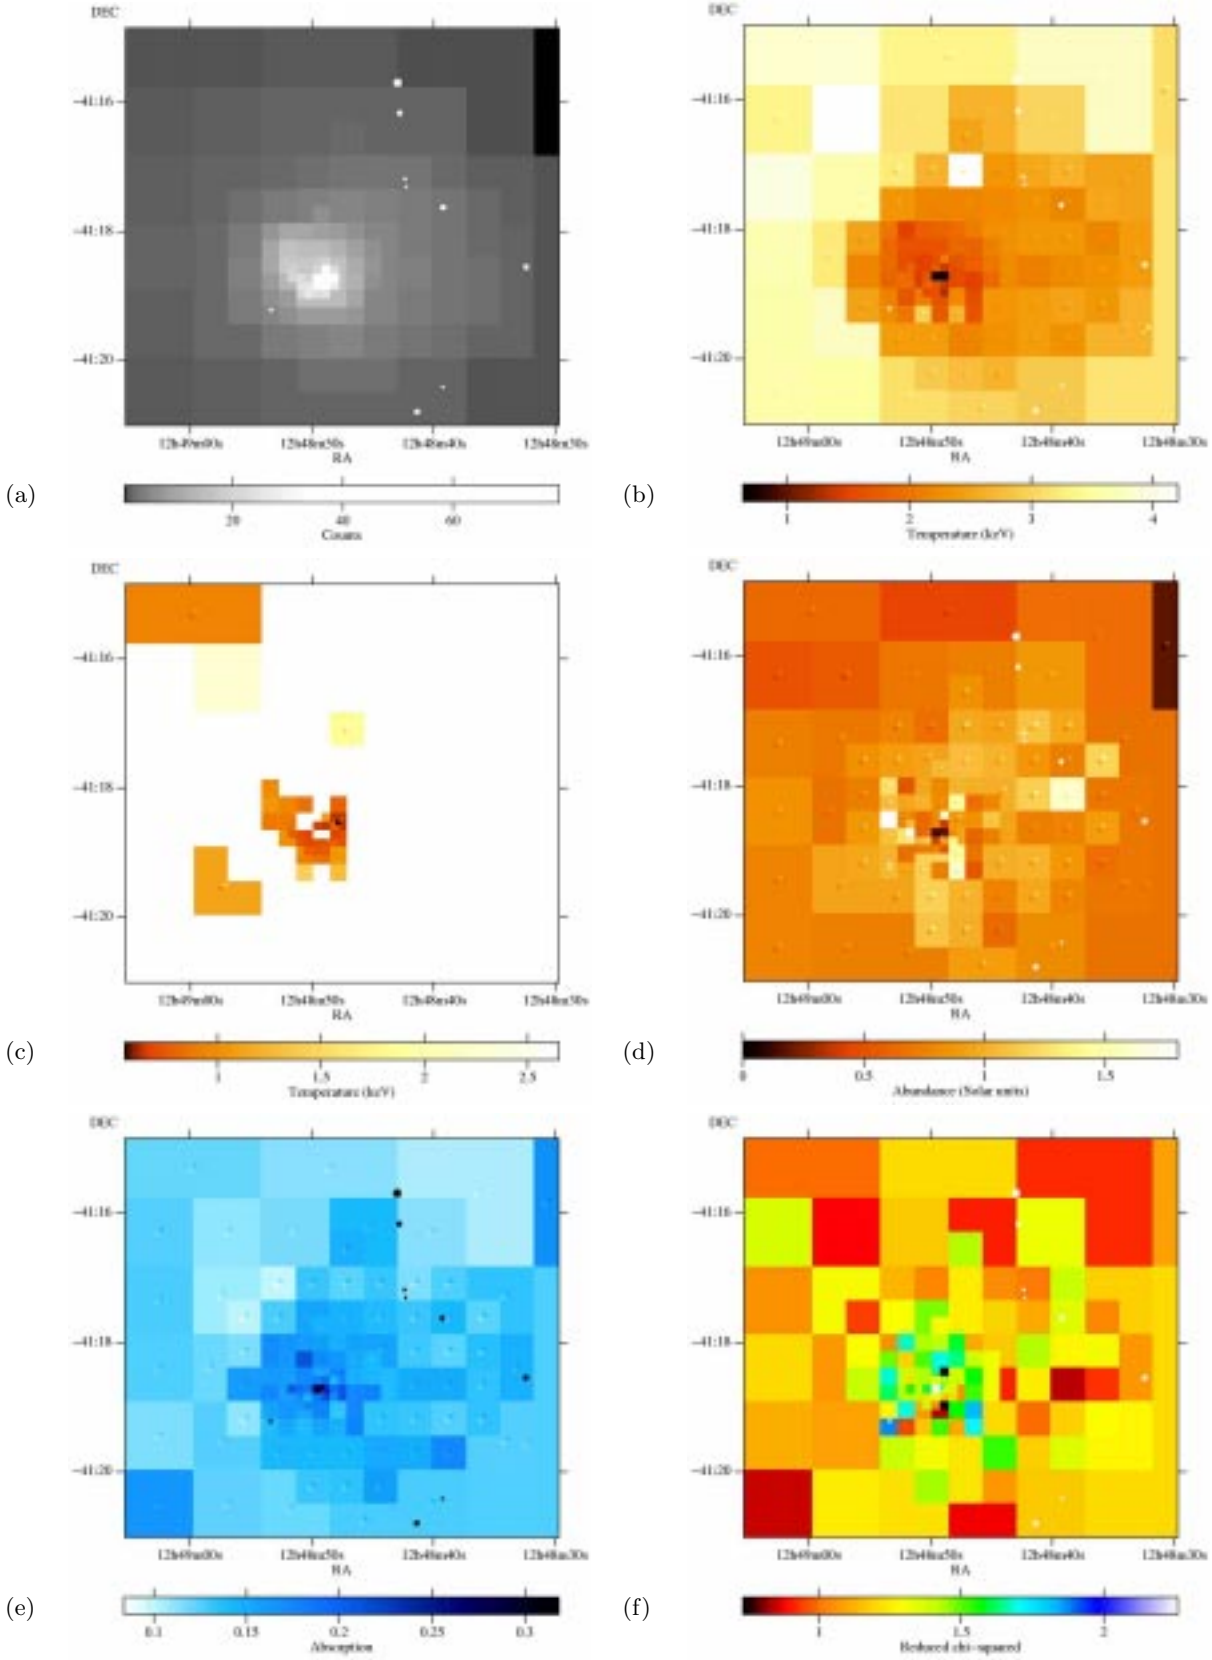 DEC
−41:16
−41:18
−41:20
12h49m00s 12h48m50s 12h48m40s 12h48m30s
RA
(a)
20 40 60
Counts
DEC
−41:16
−41:18
−41:20
12h49m00s 12h48m50s 12h48m40s 12h48m30s
RA
(b)
1 2 3 4
Temperature (keV)
DEC
−41:16
−41:18
−41:20
12h49m00s 12h48m50s 12h48m40s 12h48m30s
RA
(c)
1 1.5 2 2.5
Temperature (keV)
DEC
−41:16
−41:18
−41:20
12h49m00s 12h48m50s 12h48m40s 12h48m30s
RA
(d)
0 0.5 1 1.5
Abundance (Solar units)
DEC
−41:16
−41:18
−41:20
12h49m00s 12h48m50s 12h48m40s 12h48m30s
RA
(e)
0.1 0.15 0.2 0.25 0.3
Absorption
DEC
−41:16
−41:18
−41:20
12h49m00s 12h48m50s 12h48m40s 12h48m30s
RA
(f)
1 1.5 2
Reduced chi−squared